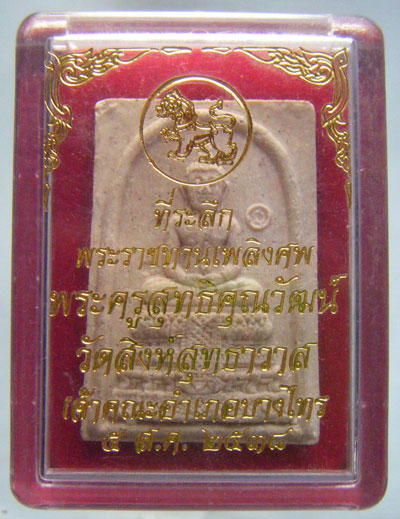 ที่ระลึก
พระราชทานเพลิงศพ
พระครูสุทธิคุณวัฒน์
วัดสิงห์สุทธาวาส
เจ้าคณะอำเภอบางไทร
๕ ส.ค. ๒๕๓๘